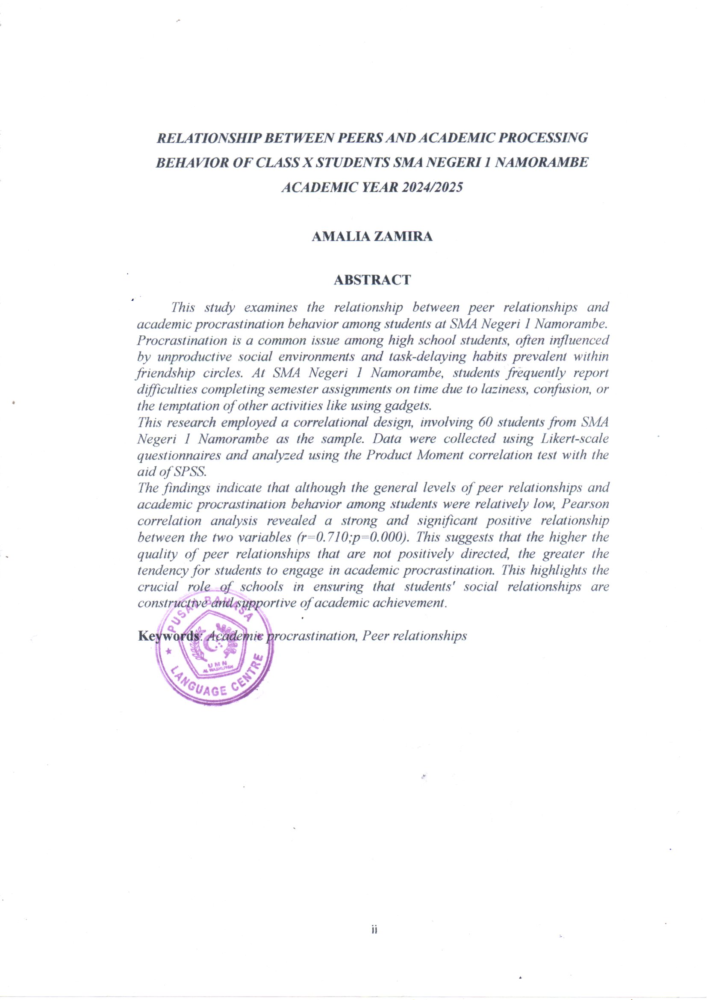 RELATIONSHIP BETWEEN PEERS AND ACADEMIC PROCESSING
BEHAVIOR OF CLASS X STUDENTS SMA NEGERI 1 NAMORAMBE
ACADEMIC YEAR 2024/2025
AMALIA ZAMIRA
ABSTRACT
This study examines the relationship between peer relationships and
academic procrastination behavior among students at SMA Negeri 1 Namorambe.
Procrastination is a common issue among high school students, often influenced
by unproductive social environments and task-delaying habits prevalent within
friendship circles. At SMA Negeri 1 Namorambe, students frequently report
difficulties completing semester assignments on time due to laziness, confusion, or
the temptation of other activities like using gadgets.
This research employed a correlational design, involving 60 students from SMA
Negeri 1 Namorambe as the sample. Data were collected using Likert-scale
questionnaires and analyzed using the Product Moment correlation test with the
aid of SPSS.
The findings indicate that although the general levels of peer relationships and
academic procrastination behavior among students were relatively low, Pearson
correlation analysis revealed a strong and significant positive relationship
between the two variables (r=0.710;p=0.000). This suggests that the higher the
quality of peer relationships that are not positively directed, the greater the
tendency for students to engage in academic procrastination. This highlights the
crucial role of schools in ensuring that students' social relationships are
constructive and supportive of academic achievement.
Keywords: Academic procrastination, Peer relationships
PUSAT BAHASA
UMN
AL WASHLIYAH
LANGUAGE CENTRE
ii